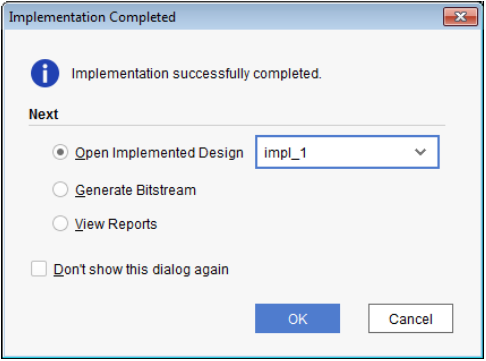 Implementation Completed
Implementation successfully completed.
Next
Open Implemented Design impl_1
Generate Bitstream
View Reports
Don't show this dialog again
OK Cancel